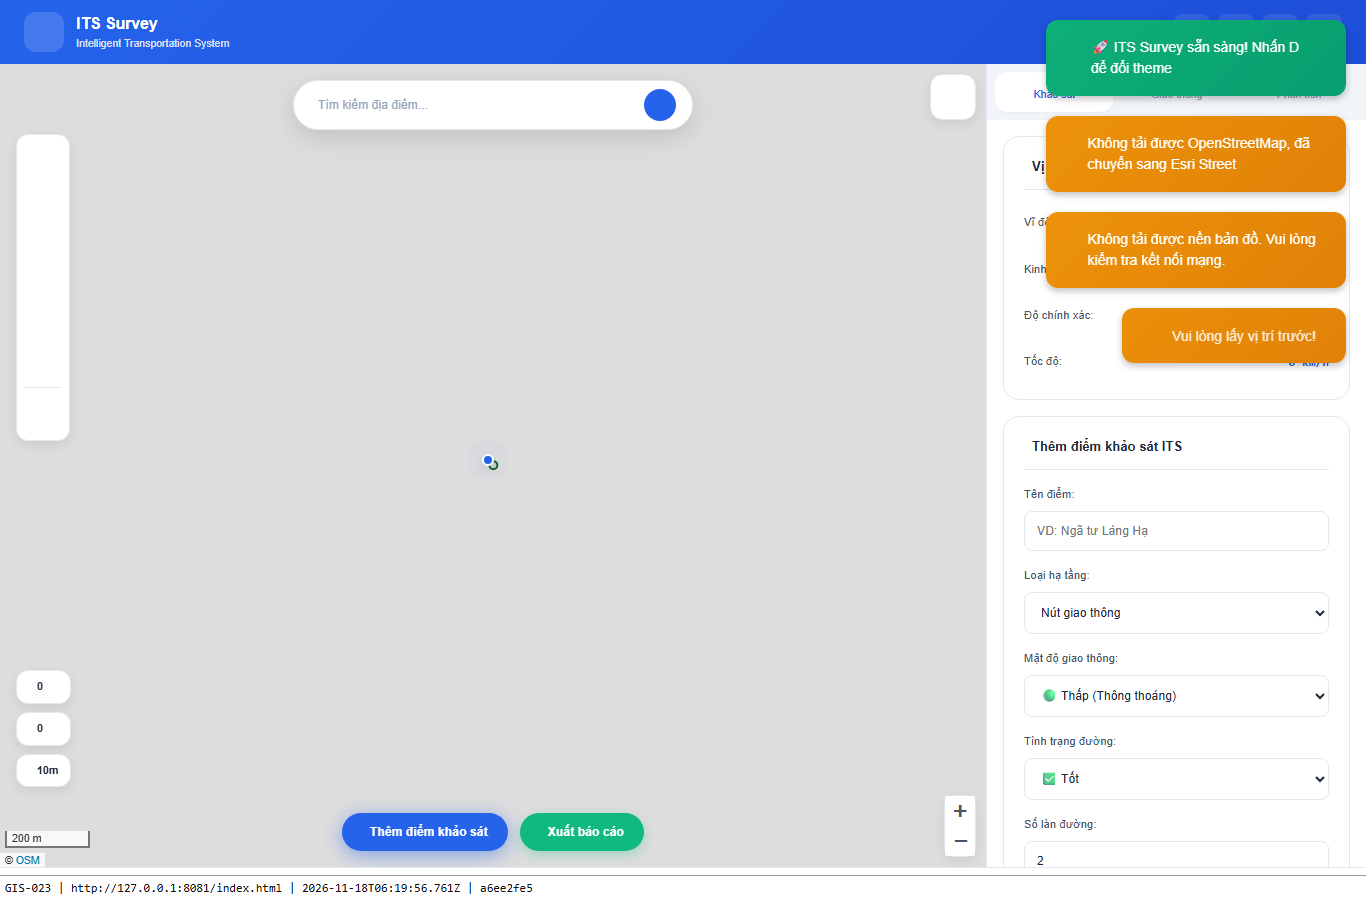 ITS Survey
Intelligent Transportation System
🚀 ITS Survey sẵn sàng! Nhấn D
để đổi theme
Không tải được OpenStreetMap, đã
chuyển sang Esri Street
Không tải được nền bản đồ. Vui lòng
kiểm tra kết nối mạng.
Vui lòng lấy vị trí trước!
Tìm kiếm địa điểm...
Độ chính xác:
Tốc độ:
Thêm điểm khảo sát ITS
Tên điểm:
VD: Ngã tư Láng Hạ
Loại hạ tầng:
Nút giao thông
Mật độ giao thông:
🟢 Thấp (Thông thoáng)
Tình trạng đường:
✅ Tốt
Số làn đường:
2
0
0
10m
Thêm điểm khảo sát
Xuất báo cáo
+
−
200 m
© OSM
GIS-023 | http://127.0.0.1:8081/index.html | 2026-11-18T06:19:56.761Z | a6ee2fe5